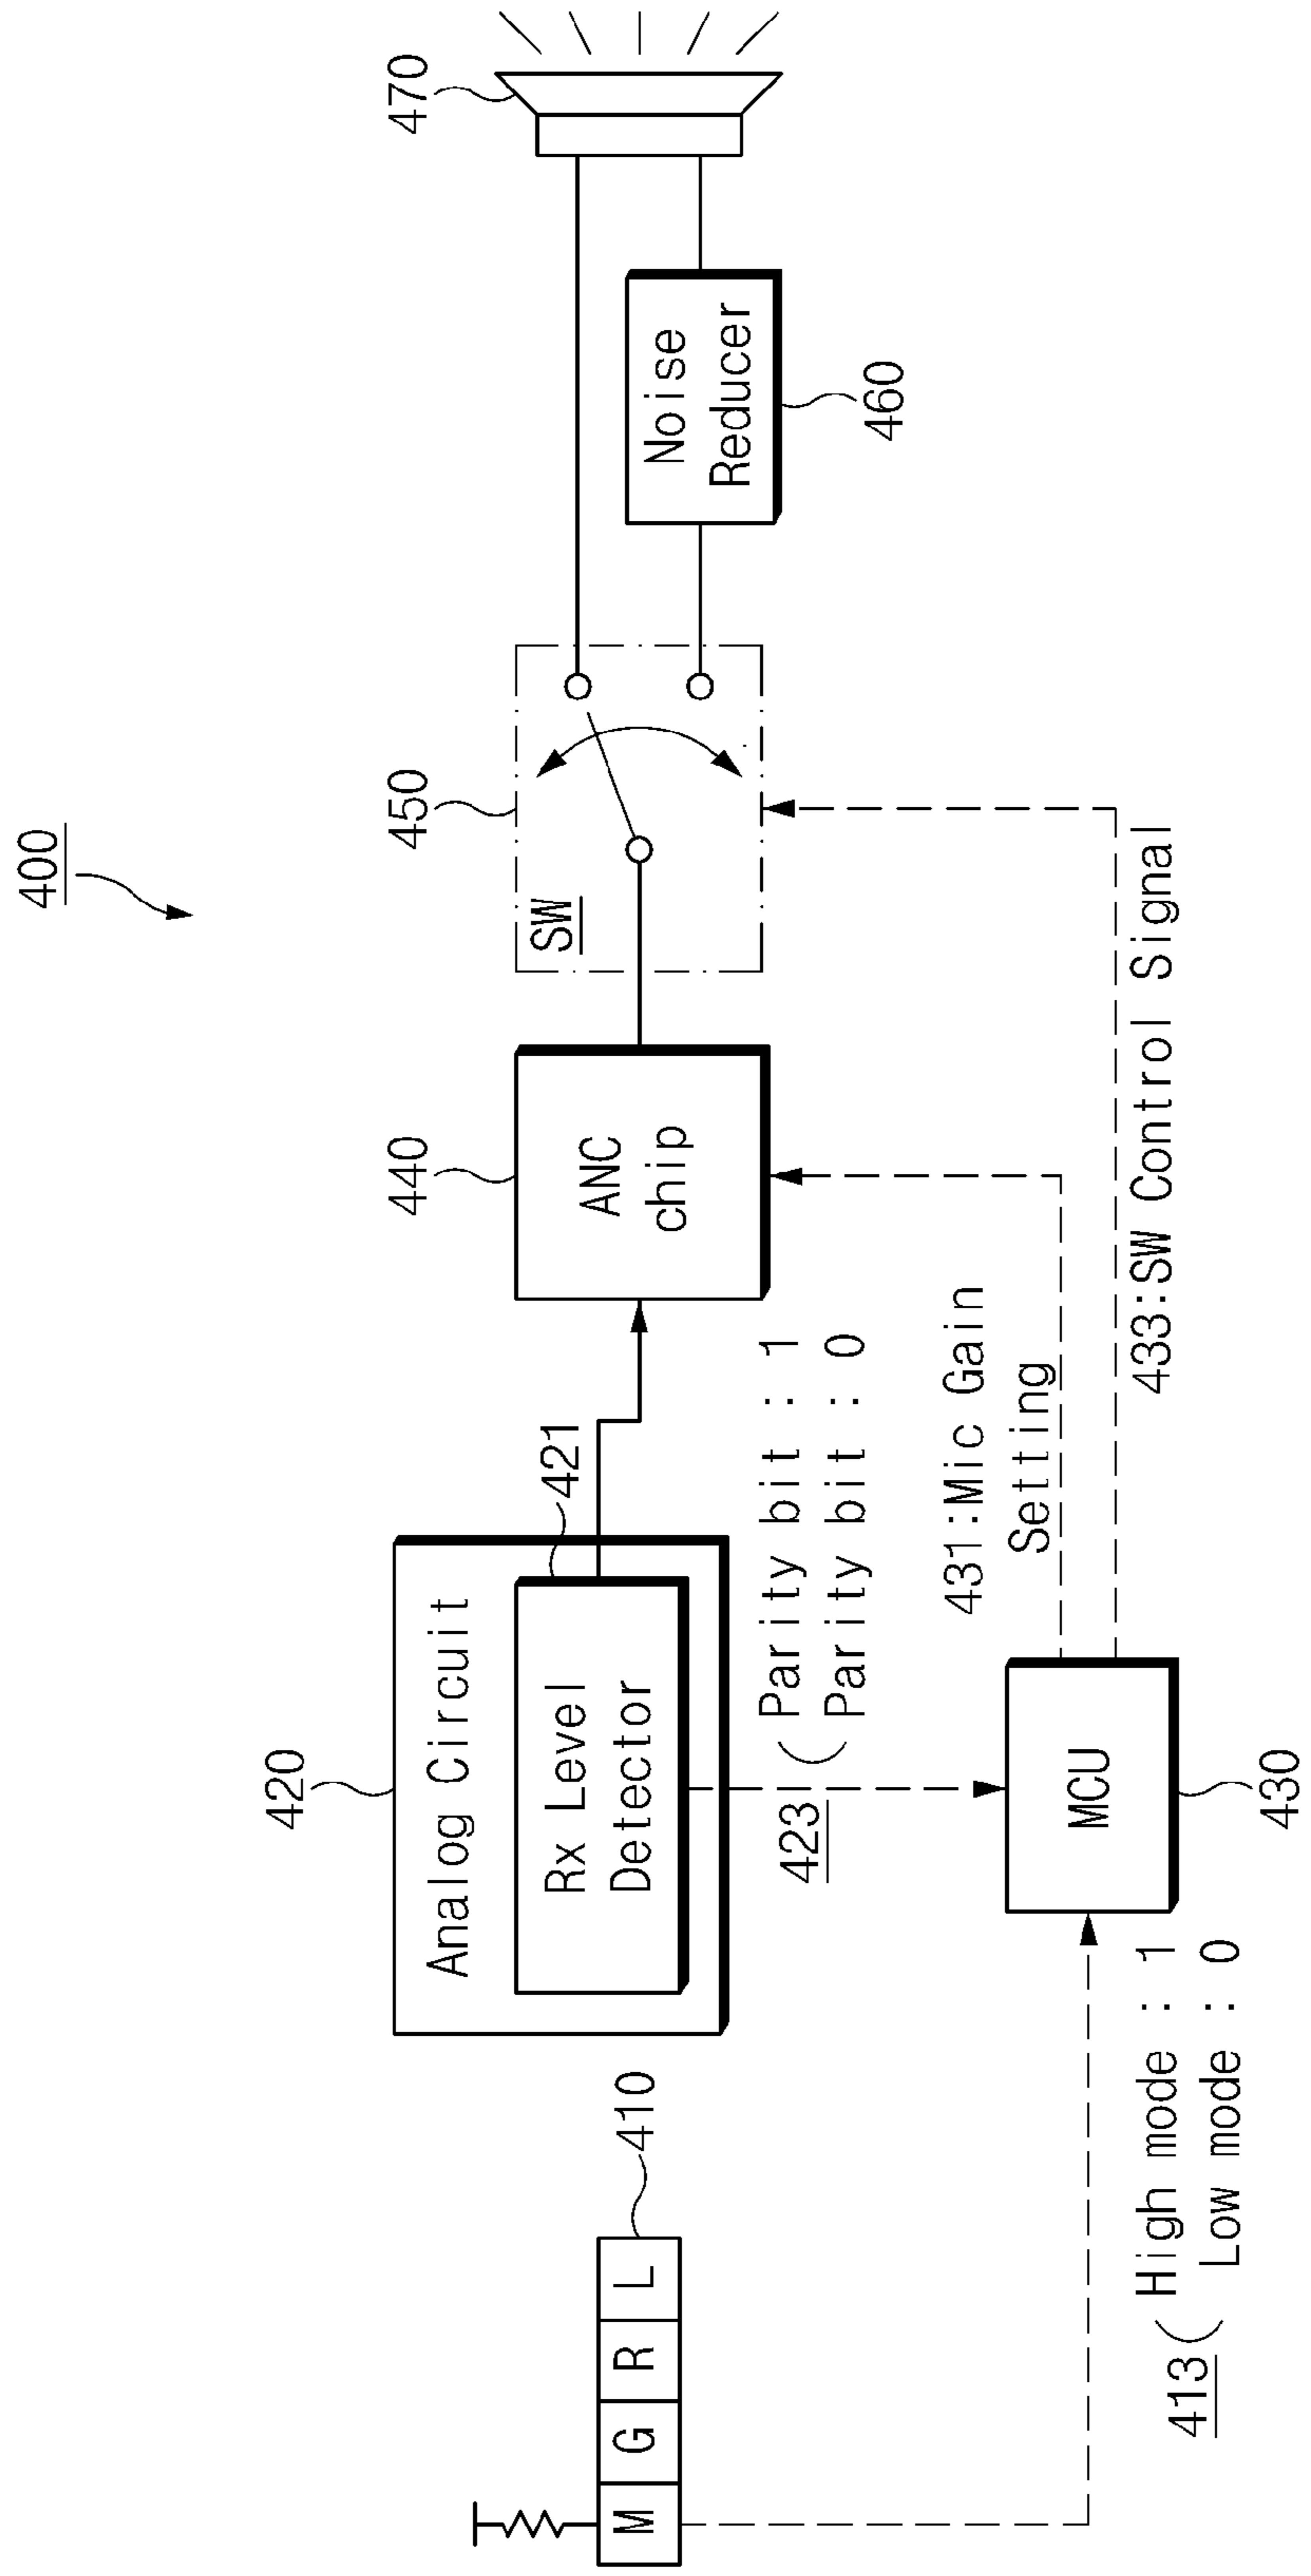 400
410
M G R L
413
High mode : 1
Low mode : 0
420
Analog Circuit
Rx Level
Detector
421
423
Parity bit : 1
Parity bit : 0
MCU
430
431:Mic Gain
Setting
433:SW Control Signal
440
ANC
chip
450
SW
Noise
Reducer
460
470